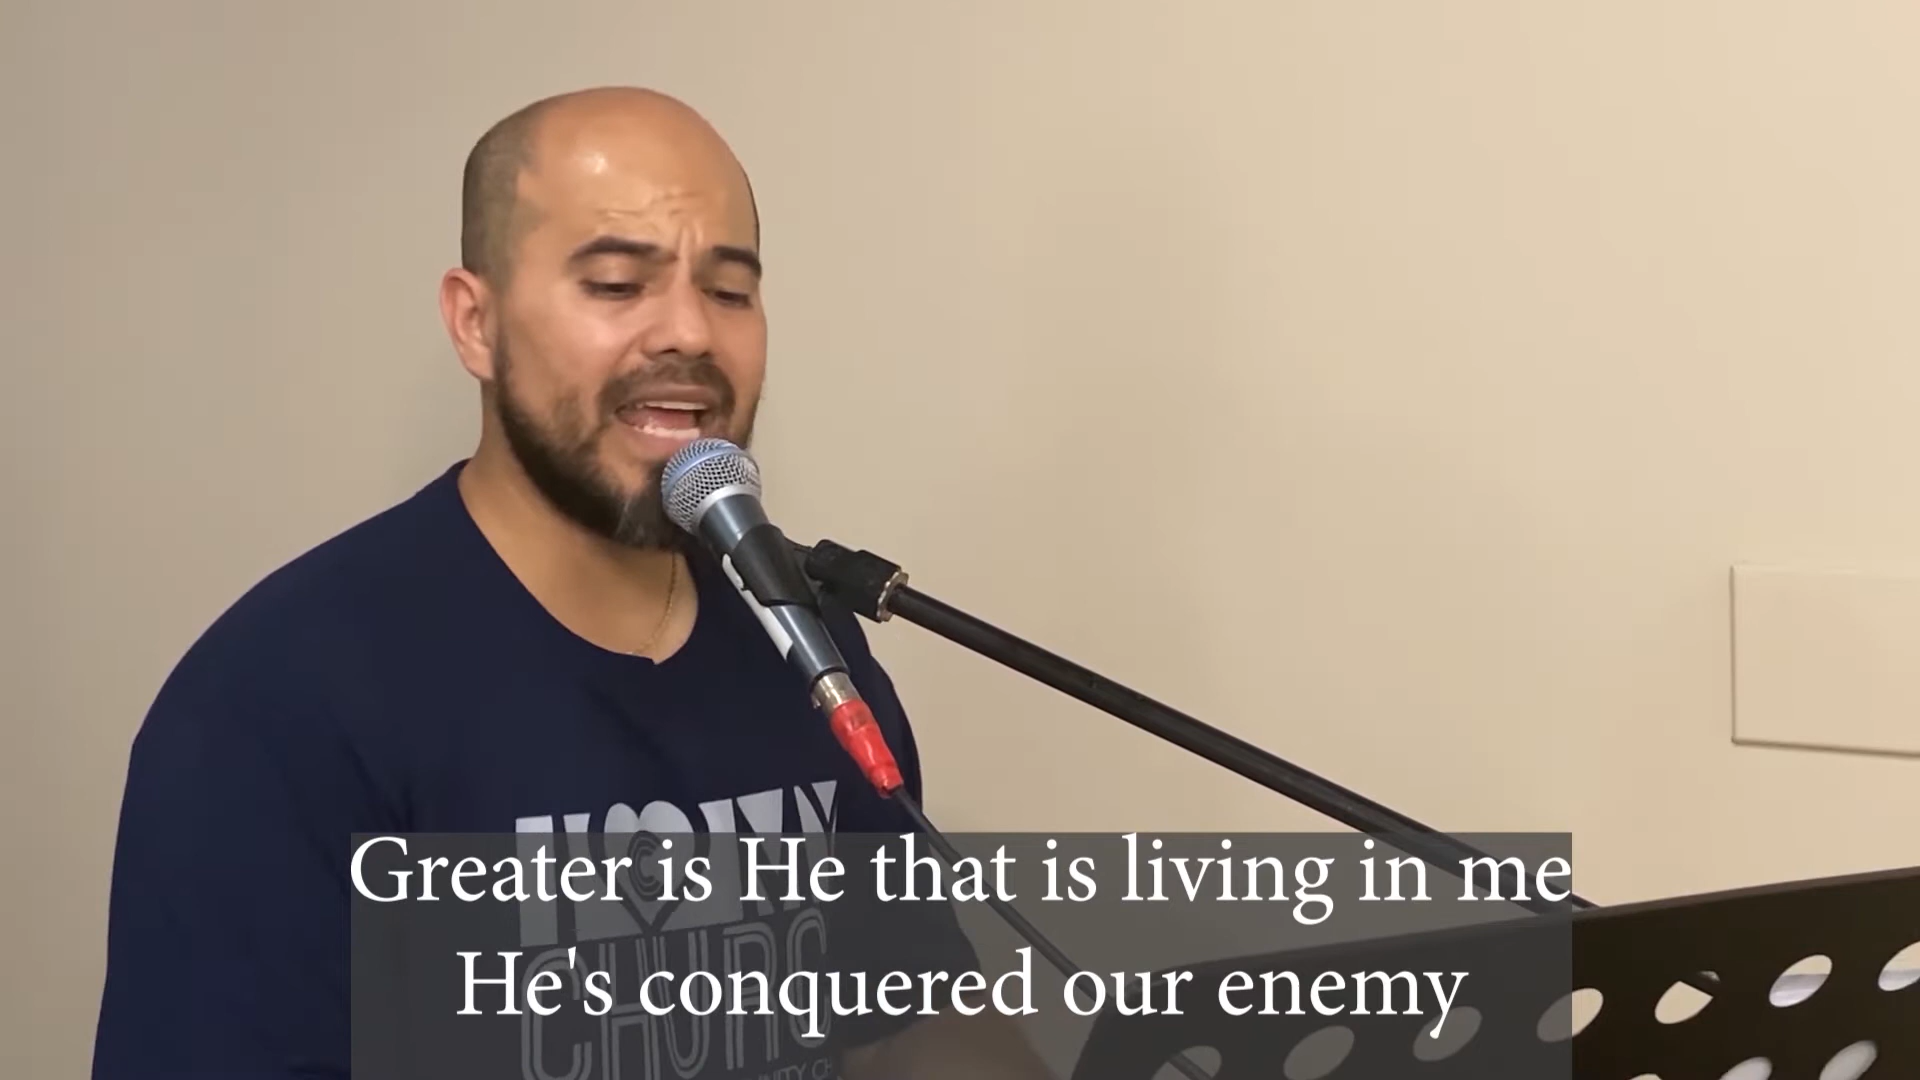 Greater is He that is living in me
He's conquered our enemy